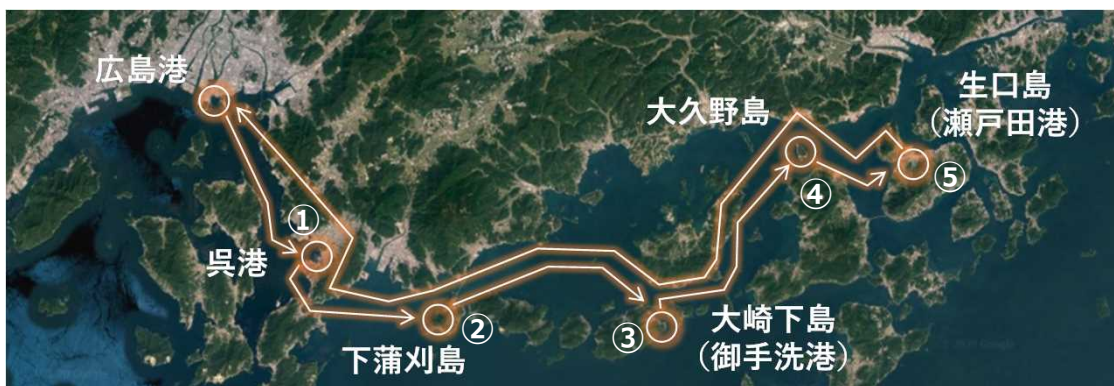 広島港
①
呉港
②
下蒲刈島
③
大崎下島
（御手洗港）
大久野島
④
生口島
（瀬戸田港）
⑤